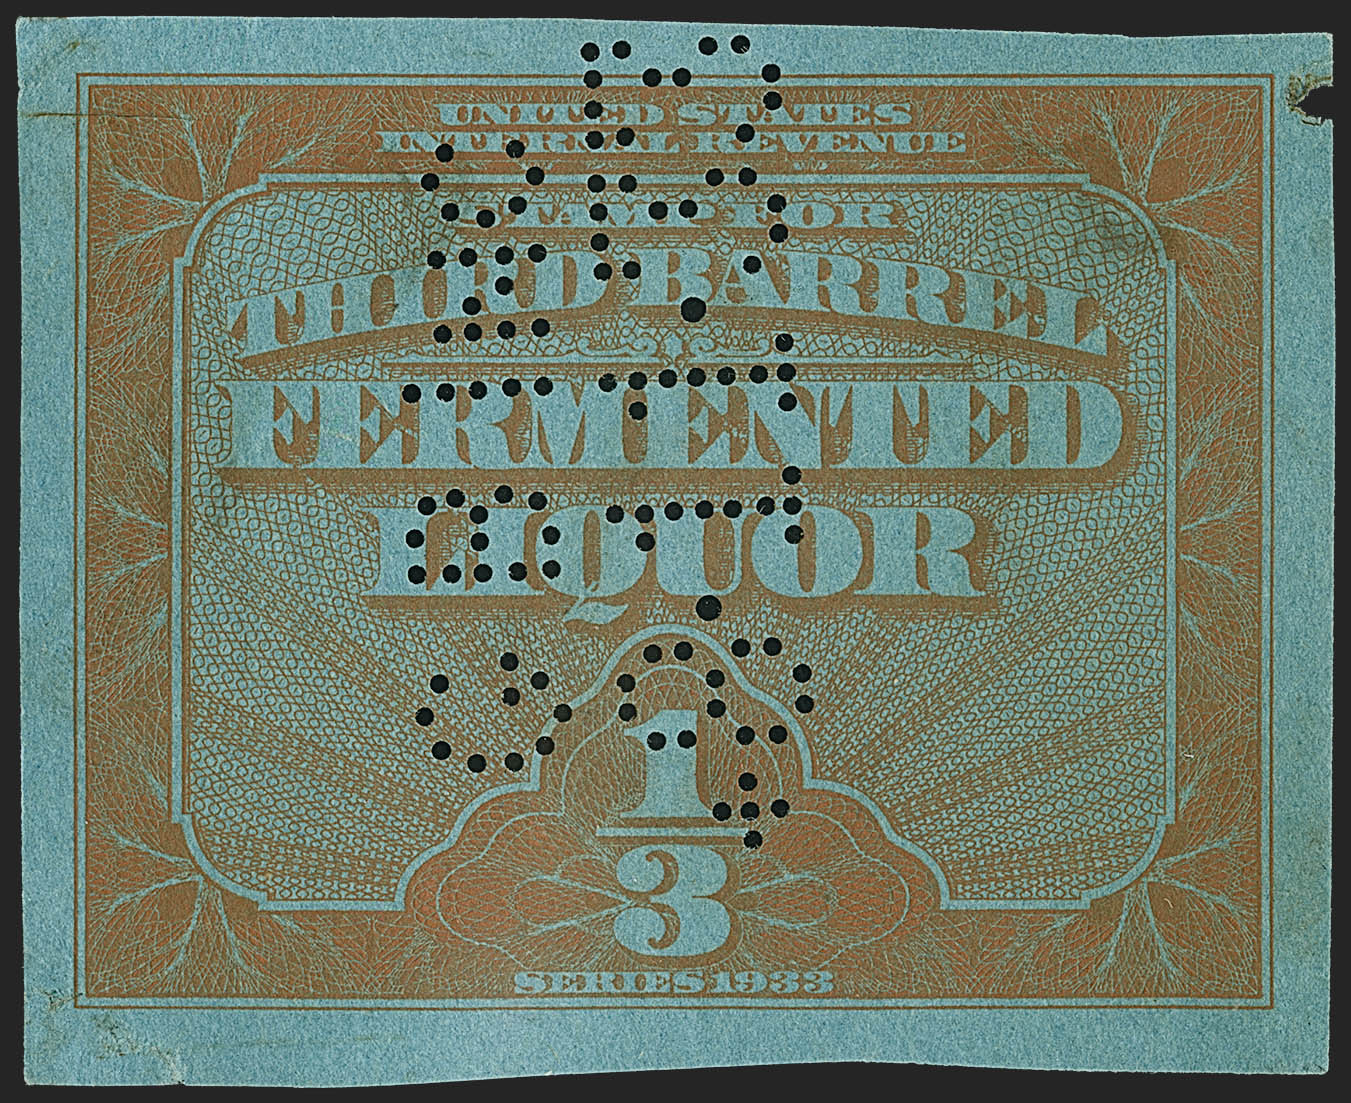 UNITED STATES
INTERNAL REVENUE
STAMP FOR
THIRD BARREL
FERMENTED
LIQUOR
1
3
SERIES 1933